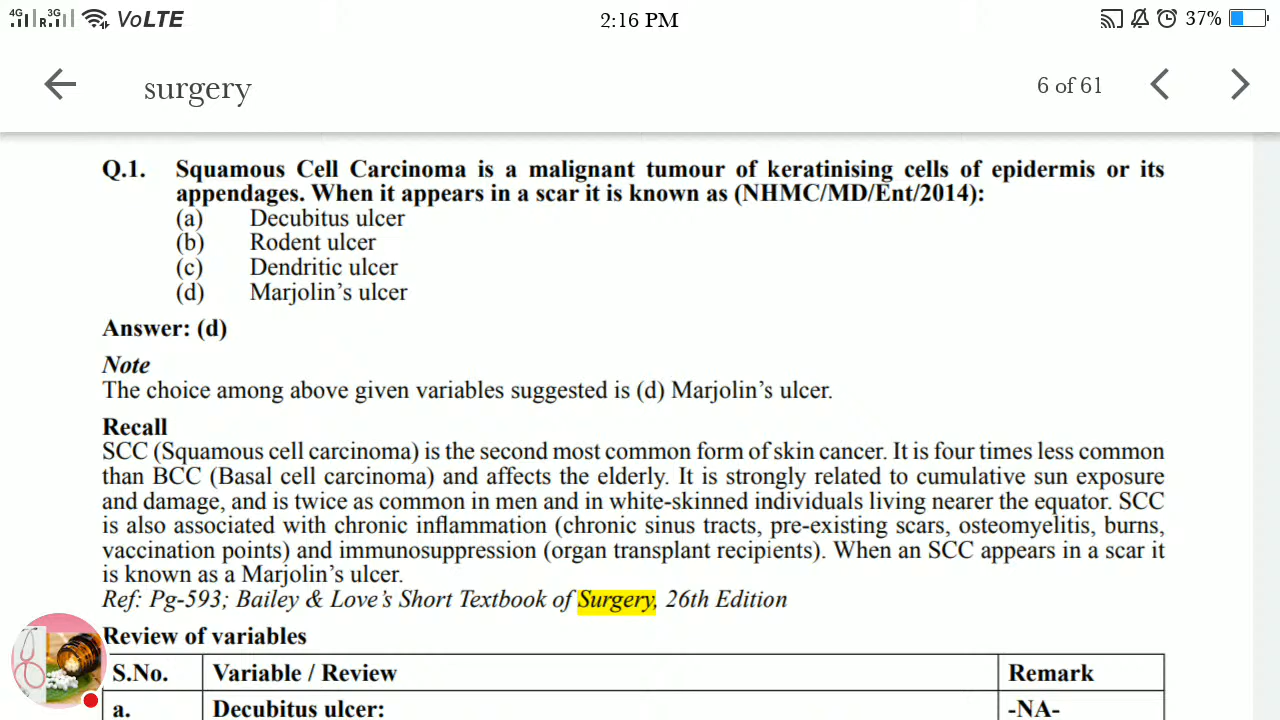 4G R 3G VoLTE 2:16 PM 37%
surgery 6 of 61
Q.1. Squamous Cell Carcinoma is a malignant tumour of keratinising cells of epidermis or its
appendages. When it appears in a scar it is known as (NHMC/MD/Ent/2014):
(a) Decubitus ulcer
(b) Rodent ulcer
(c) Dendritic ulcer
(d) Marjolin’s ulcer
Answer: (d)
Note
The choice among above given variables suggested is (d) Marjolin’s ulcer.
Recall
SCC (Squamous cell carcinoma) is the second most common form of skin cancer. It is four times less common
than BCC (Basal cell carcinoma) and affects the elderly. It is strongly related to cumulative sun exposure
and damage, and is twice as common in men and in white-skinned individuals living nearer the equator. SCC
is also associated with chronic inflammation (chronic sinus tracts, pre-existing scars, osteomyelitis, burns,
vaccination points) and immunosuppression (organ transplant recipients). When an SCC appears in a scar it
is known as a Marjolin’s ulcer.
Ref: Pg-593; Bailey & Love’s Short Textbook of Surgery, 26th Edition
Review of variables
S.No. Variable / Review Remark
a. Decubitus ulcer: -NA-